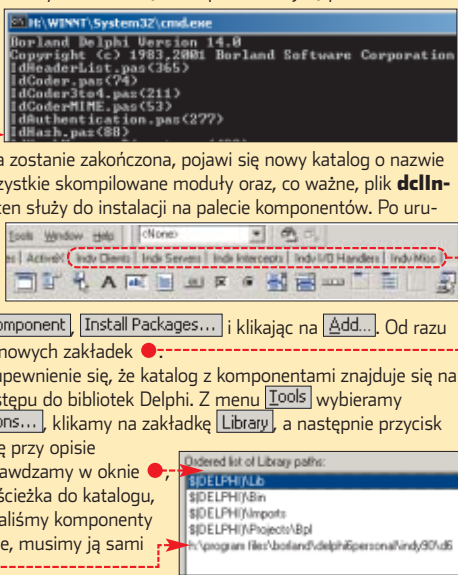 H:\WINNT\System32\cmd.exe
Borland Delphi Version 14.0
Copyright (c) 1983,2001 Borland Software Corporation
IdHeaderList.pas(365)
IdCoder.pas(74)
IdCoder3to4.pas(211)
IdCoderMIME.pas(53)
IdAuthentication.pas(277)
IdHash.pas(88)
a zostanie zakończona, pojawi się nowy katalog o nazwie
zystkie skompilowane moduły oraz, co ważne, plik dclIn-
ten służy do instalacji na palecie komponentów. Po uru-
Tools Window Help <None>
es ActiveX Indy Clients Indy Servers Indy Intercepts Indy I/O Handlers Indy Misc
omponent, Install Packages... i klikając na Add.... Od razu
nowych zakładek
upewnienie się, że katalog z komponentami znajduje się na
stępu do bibliotek Delphi. Z menu Tools wybieramy
ons..., klikamy na zakładkę Library, a następnie przycisk
ę przy opisie
awdzamy w oknie ,
ścieżka do katalogu,
aliśmy komponenty
e, musimy ją sami
Ordered list of Library paths:
$(DELPHI)\Lib
$(DELPHI)\Bin
$(DELPHI)\Imports
$(DELPHI)\Projects\Bpl
h:\program files\borland\delphi6personal\indy90\d6